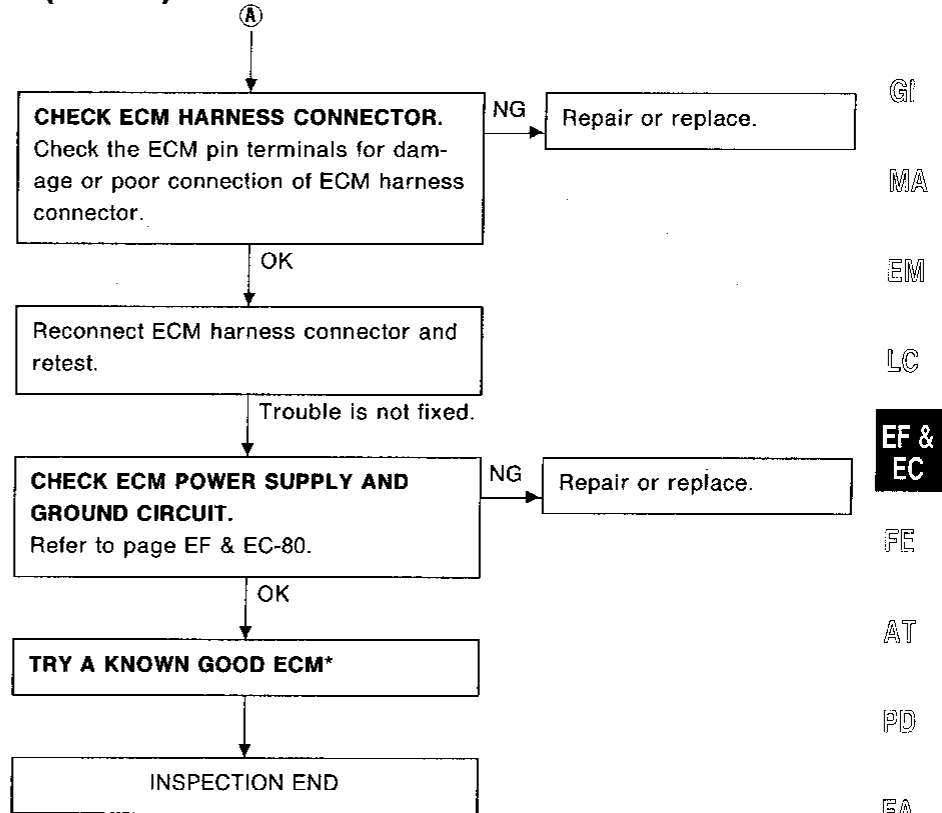 Ⓐ
CHECK ECM HARNESS CONNECTOR.
Check the ECM pin terminals for dam-
age or poor connection of ECM harness
connector.
NG
Repair or replace.
OK
Reconnect ECM harness connector and
retest.
Trouble is not fixed.
CHECK ECM POWER SUPPLY AND
GROUND CIRCUIT.
Refer to page EF & EC-80.
NG
Repair or replace.
OK
TRY A KNOWN GOOD ECM*
INSPECTION END
GI
MA
EM
LC
EF &
EC
FE
AT
PD
FA